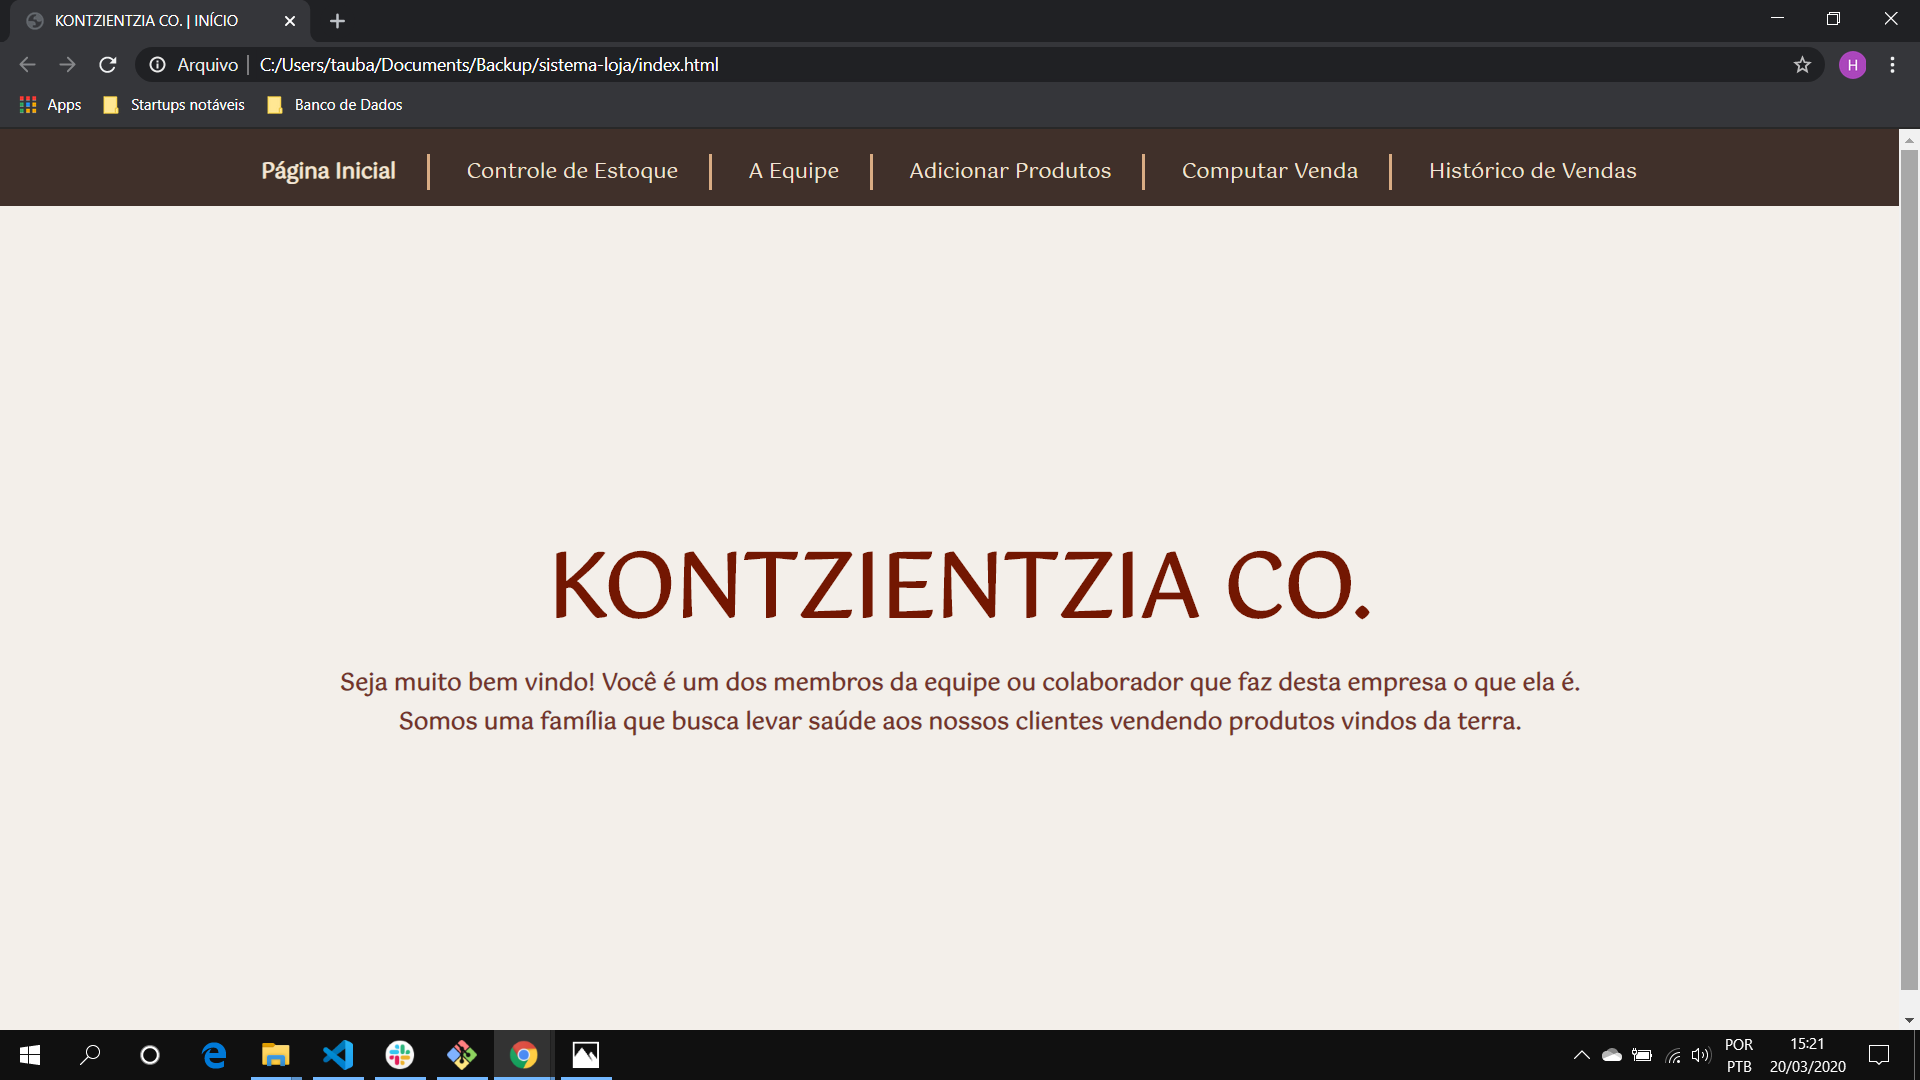 KONTZIENTZIA CO. | INÍCIO
Arquivo | C:/Users/tauba/Documents/Backup/sistema-loja/index.html
H
Apps Startups notáveis Banco de Dados
Página Inicial Controle de Estoque A Equipe Adicionar Produtos Computar Venda Histórico de Vendas
KONTZIENTZIA CO.
Seja muito bem vindo! Você é um dos membros da equipe ou colaborador que faz desta empresa o que ela é.
Somos uma família que busca levar saúde aos nossos clientes vendendo produtos vindos da terra.
POR 15:21
PTB 20/03/2020